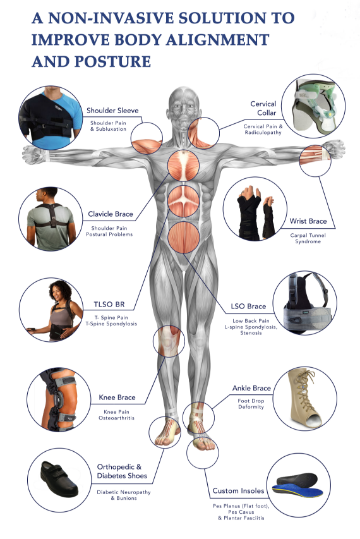 A NON-INVASIVE SOLUTION TO
IMPROVE BODY ALIGNMENT
AND POSTURE
Shoulder Sleeve
Shoulder Pain
& Subluxation
Cervical
Collar
Cervical Pain &
Radiculopathy
Clavicle Brace
Shoulder Pain
Postural Problems
Wrist Brace
Carpal Tunnel
Syndrome
TLSO BR
T- Spine Pain
T-Spine Spondylosis
LSO Brace
Low Back Pain
L-spine Spondylosis,
Stenosis
Knee Brace
Knee Pain
Osteoarthritis
Ankle Brace
Foot Drop
Deformity
Orthopedic &
Diabetes Shoes
Diabetic Neuropathy
& Bunions
Custom Insoles
Pes Planus (Flat foot),
Pes Cavus
& Plantar Fasciitis